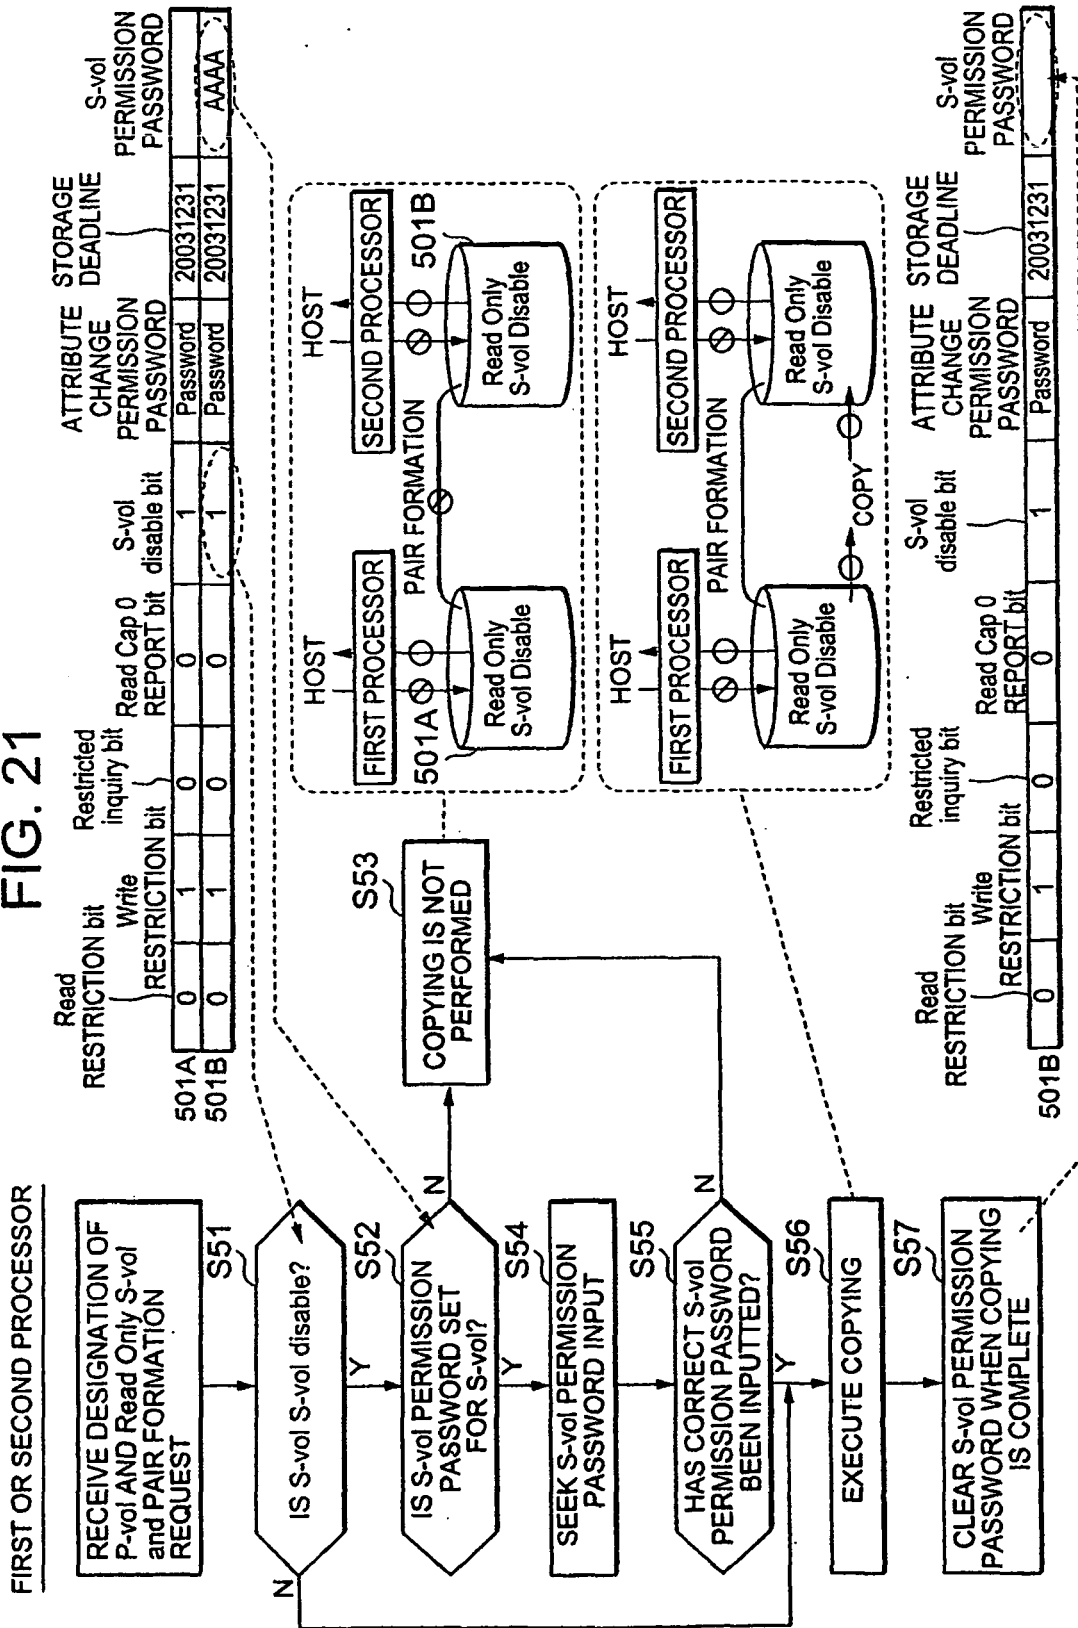 FIG. 21
FIRST OR SECOND PROCESSOR
RECEIVE DESIGNATION OF
P-vol AND Read Only S-vol
and PAIR FORMATION
REQUEST
S51
IS S-vol S-vol disable?
N
Y
S52
IS S-vol PERMISSION
PASSWORD SET
FOR S-vol?
N
Y
S53
COPYING IS NOT
PERFORMED
S54
SEEK S-vol PERMISSION
PASSWORD INPUT
S55
HAS CORRECT S-vol
PERMISSION PASSWORD
BEEN INPUTTED?
N
Y
S56
EXECUTE COPYING
S57
CLEAR S-vol PERMISSION
PASSWORD WHEN COPYING
IS COMPLETE
Read
RESTRICTION bit
Write
RESTRICTION bit
Restricted
inquiry bit
Read Cap 0
REPORT bit
S-vol
disable bit
ATTRIBUTE
CHANGE
PERMISSION
PASSWORD
STORAGE
DEADLINE
S-vol
PERMISSION
PASSWORD
501A 0 1 0 0 1 Password 20031231
501B 0 1 0 0 1 Password 20031231 AAAA
HOST
HOST
FIRST PROCESSOR
SECOND PROCESSOR
501A
501B
PAIR FORMATION
Read Only
S-vol Disable
Read Only
S-vol Disable
HOST
HOST
FIRST PROCESSOR
SECOND PROCESSOR
PAIR FORMATION
Read Only
S-vol Disable
Read Only
S-vol Disable
COPY
Read
RESTRICTION bit
Write
RESTRICTION bit
Restricted
inquiry bit
Read Cap 0
REPORT bit
S-vol
disable bit
ATTRIBUTE
CHANGE
PERMISSION
PASSWORD
STORAGE
DEADLINE
S-vol
PERMISSION
PASSWORD
501B 0 1 0 0 1 Password 20031231